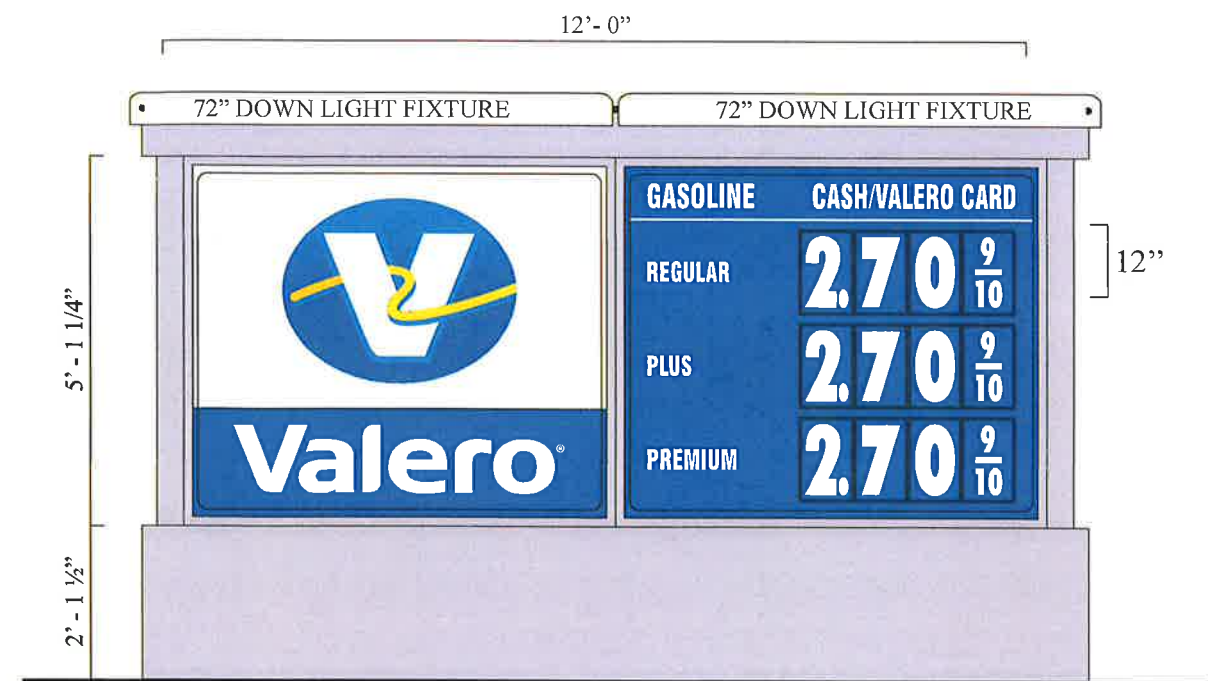 12’- 0”
72” DOWN LIGHT FIXTURE 72” DOWN LIGHT FIXTURE
GASOLINE CASH/VALERO CARD
REGULAR 2.70 9/10
12”
5’ - 1 1/4”
PLUS 2.70 9/10
V
Valero®
PREMIUM 2.70 9/10
2’ - 1 ½”